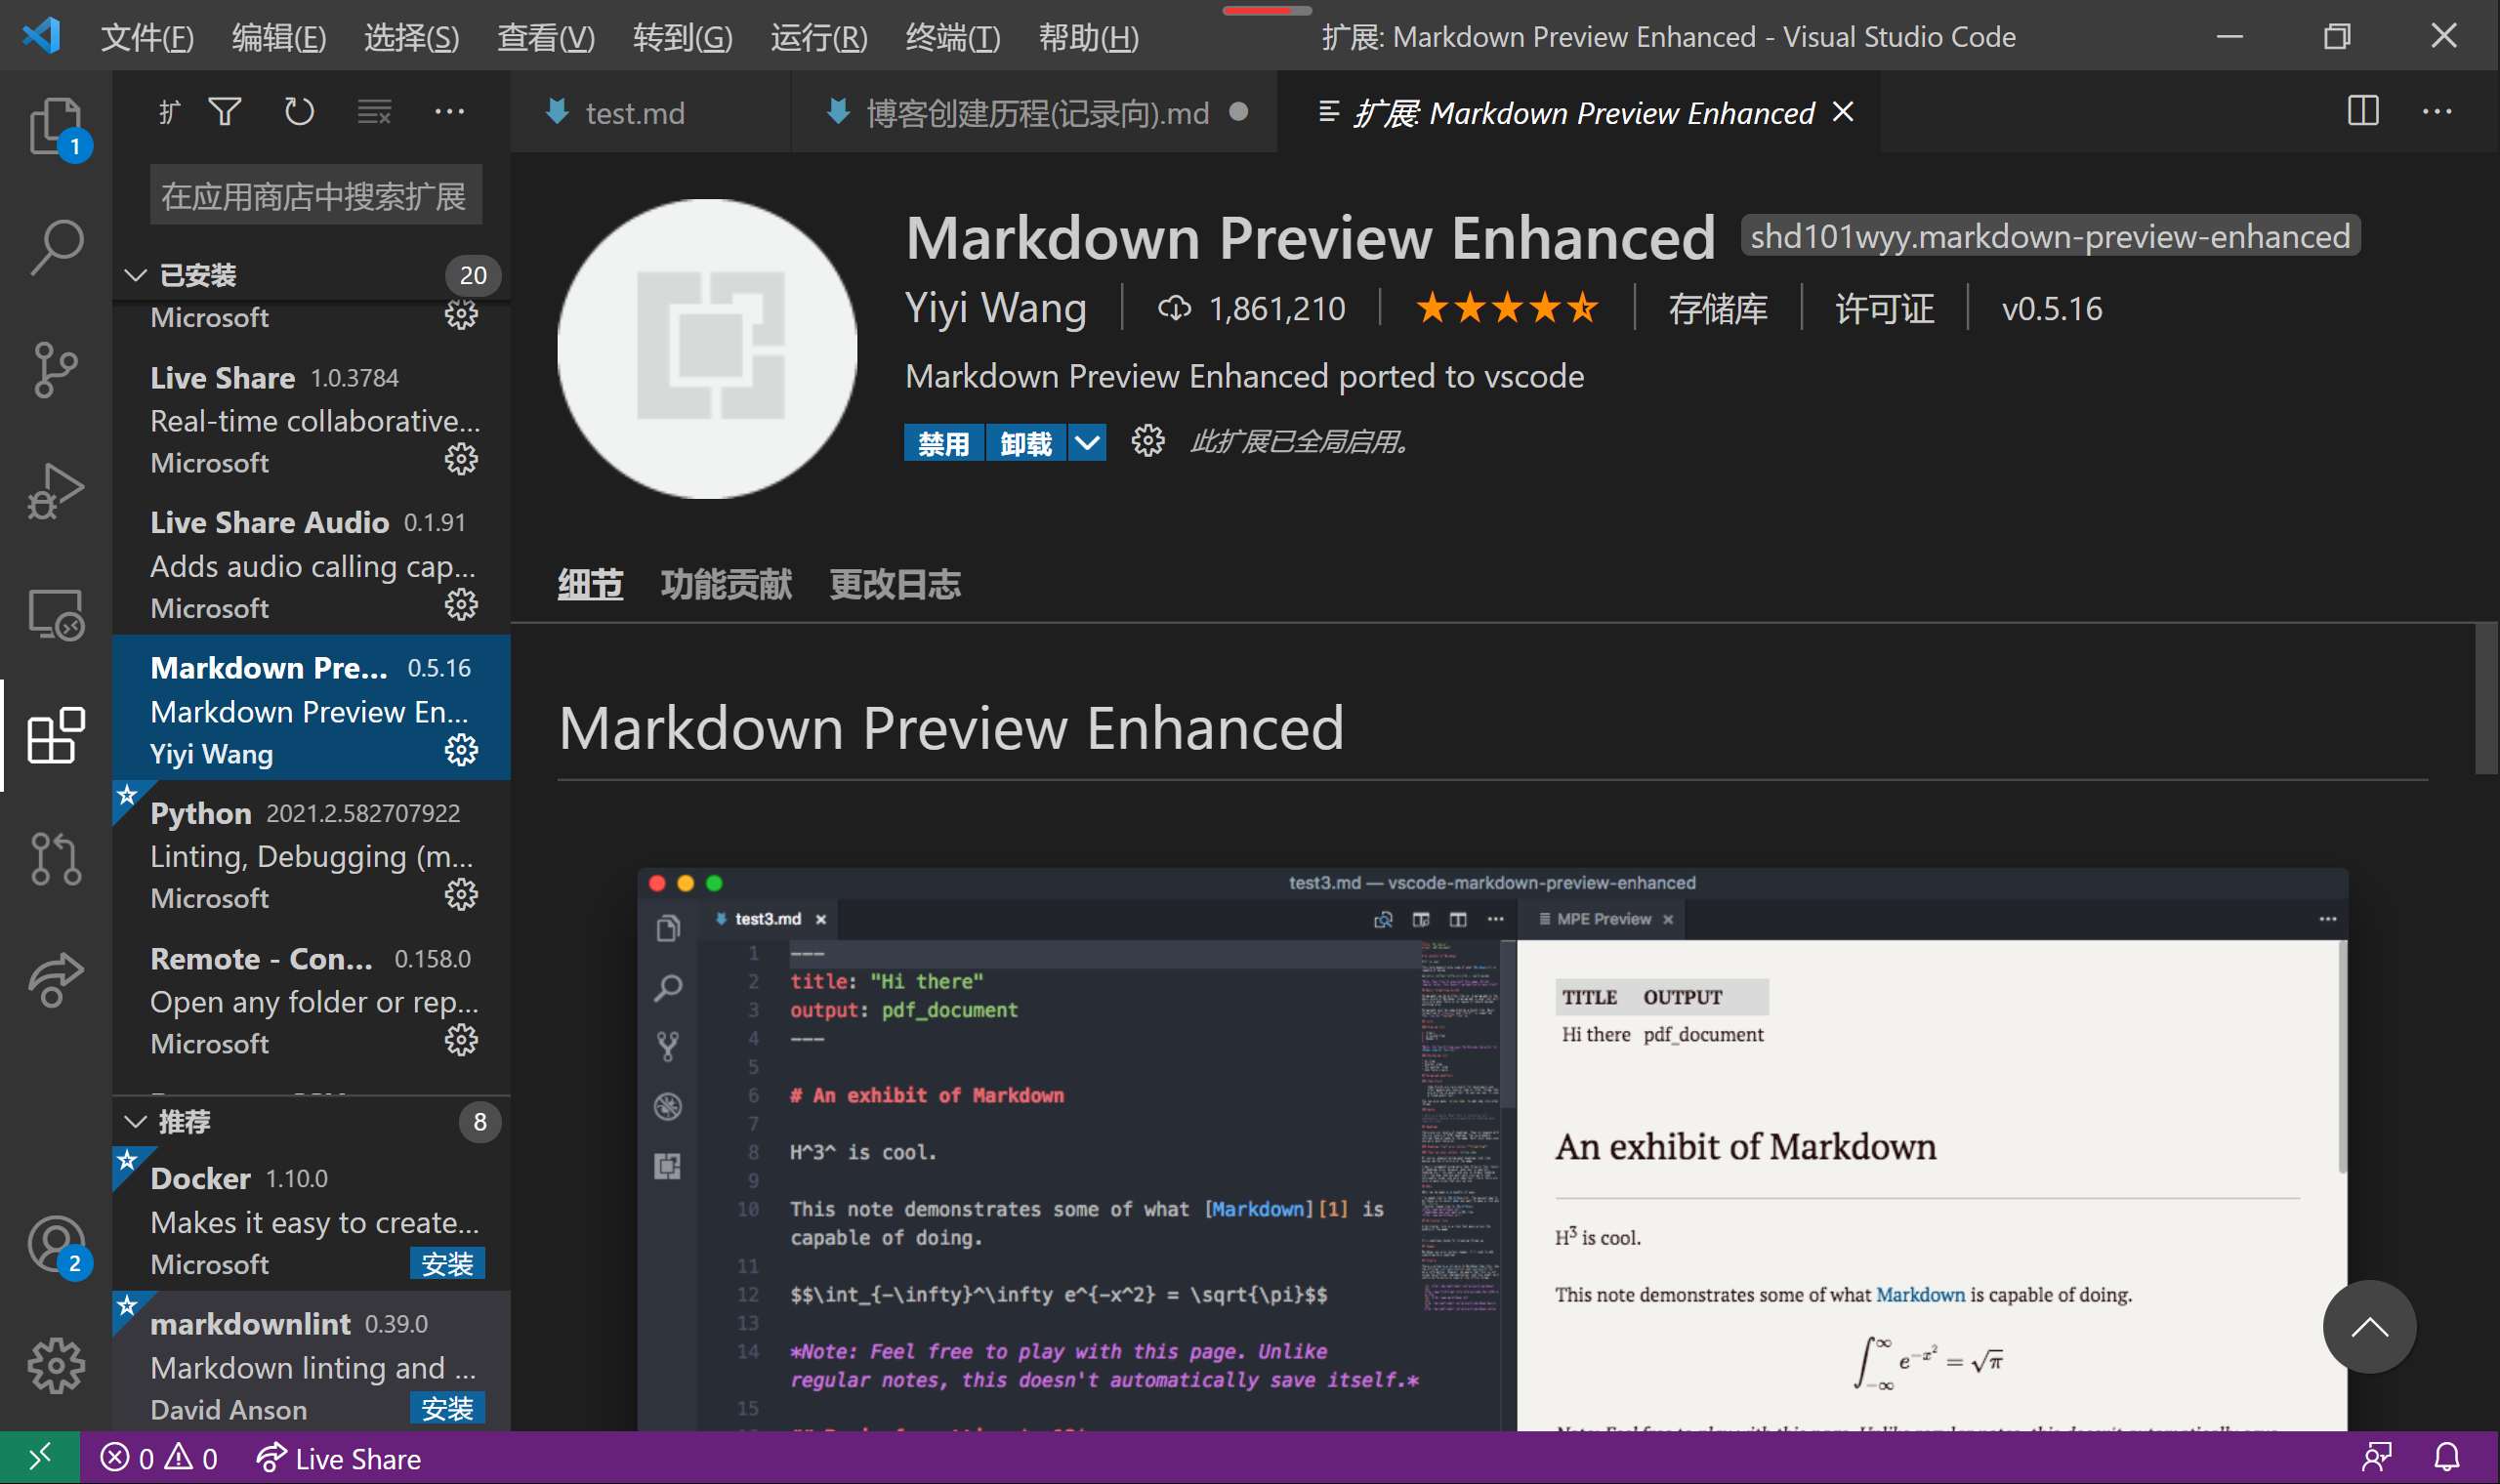 文件(F) 编辑(E) 选择(S) 查看(V) 转到(G) 运行(R) 终端(T) 帮助(H) 扩展: Markdown Preview Enhanced - Visual Studio Code
扩
test.md 博客创建历程(记录向).md 扩展: Markdown Preview Enhanced
1
在应用商店中搜索扩展
已安装 20
Microsoft
Live Share 1.0.3784
Real-time collaborative...
Microsoft
Live Share Audio 0.1.91
Adds audio calling cap...
Microsoft
Markdown Pre... 0.5.16
Markdown Preview En...
Yiyi Wang
Python 2021.2.582707922
Linting, Debugging (m...
Microsoft
Remote - Con... 0.158.0
Open any folder or rep...
Microsoft
推荐 8
Docker 1.10.0
Makes it easy to create...
Microsoft 安装
2
markdownlint 0.39.0
Markdown linting and ...
David Anson 安装
Markdown Preview Enhanced shd101wyy.markdown-preview-enhanced
Yiyi Wang 1,861,210 存储库 许可证 v0.5.16
Markdown Preview Enhanced ported to vscode
禁用 卸载 此扩展已全局启用。
细节 功能贡献 更改日志
Markdown Preview Enhanced
test3.md — vscode-markdown-preview-enhanced
test3.md
1 ---
2 title: "Hi there"
3 output: pdf_document
4 ---
5
6 # An exhibit of Markdown
7
8 H^3^ is cool.
9
10 This note demonstrates some of what [Markdown][1] is
capable of doing.
11
12 $$\int_{-\infty}^\infty e^{-x^2} = \sqrt{\pi}$$
13
14 *Note: Feel free to play with this page. Unlike
regular notes, this doesn't automatically save itself.*
15
MPE Preview
TITLE OUTPUT
Hi there pdf_document
An exhibit of Markdown
H³ is cool.
This note demonstrates some of what Markdown is capable of doing.
∫_{-∞}^{∞} e^{-x²} = √π
0 0 Live Share